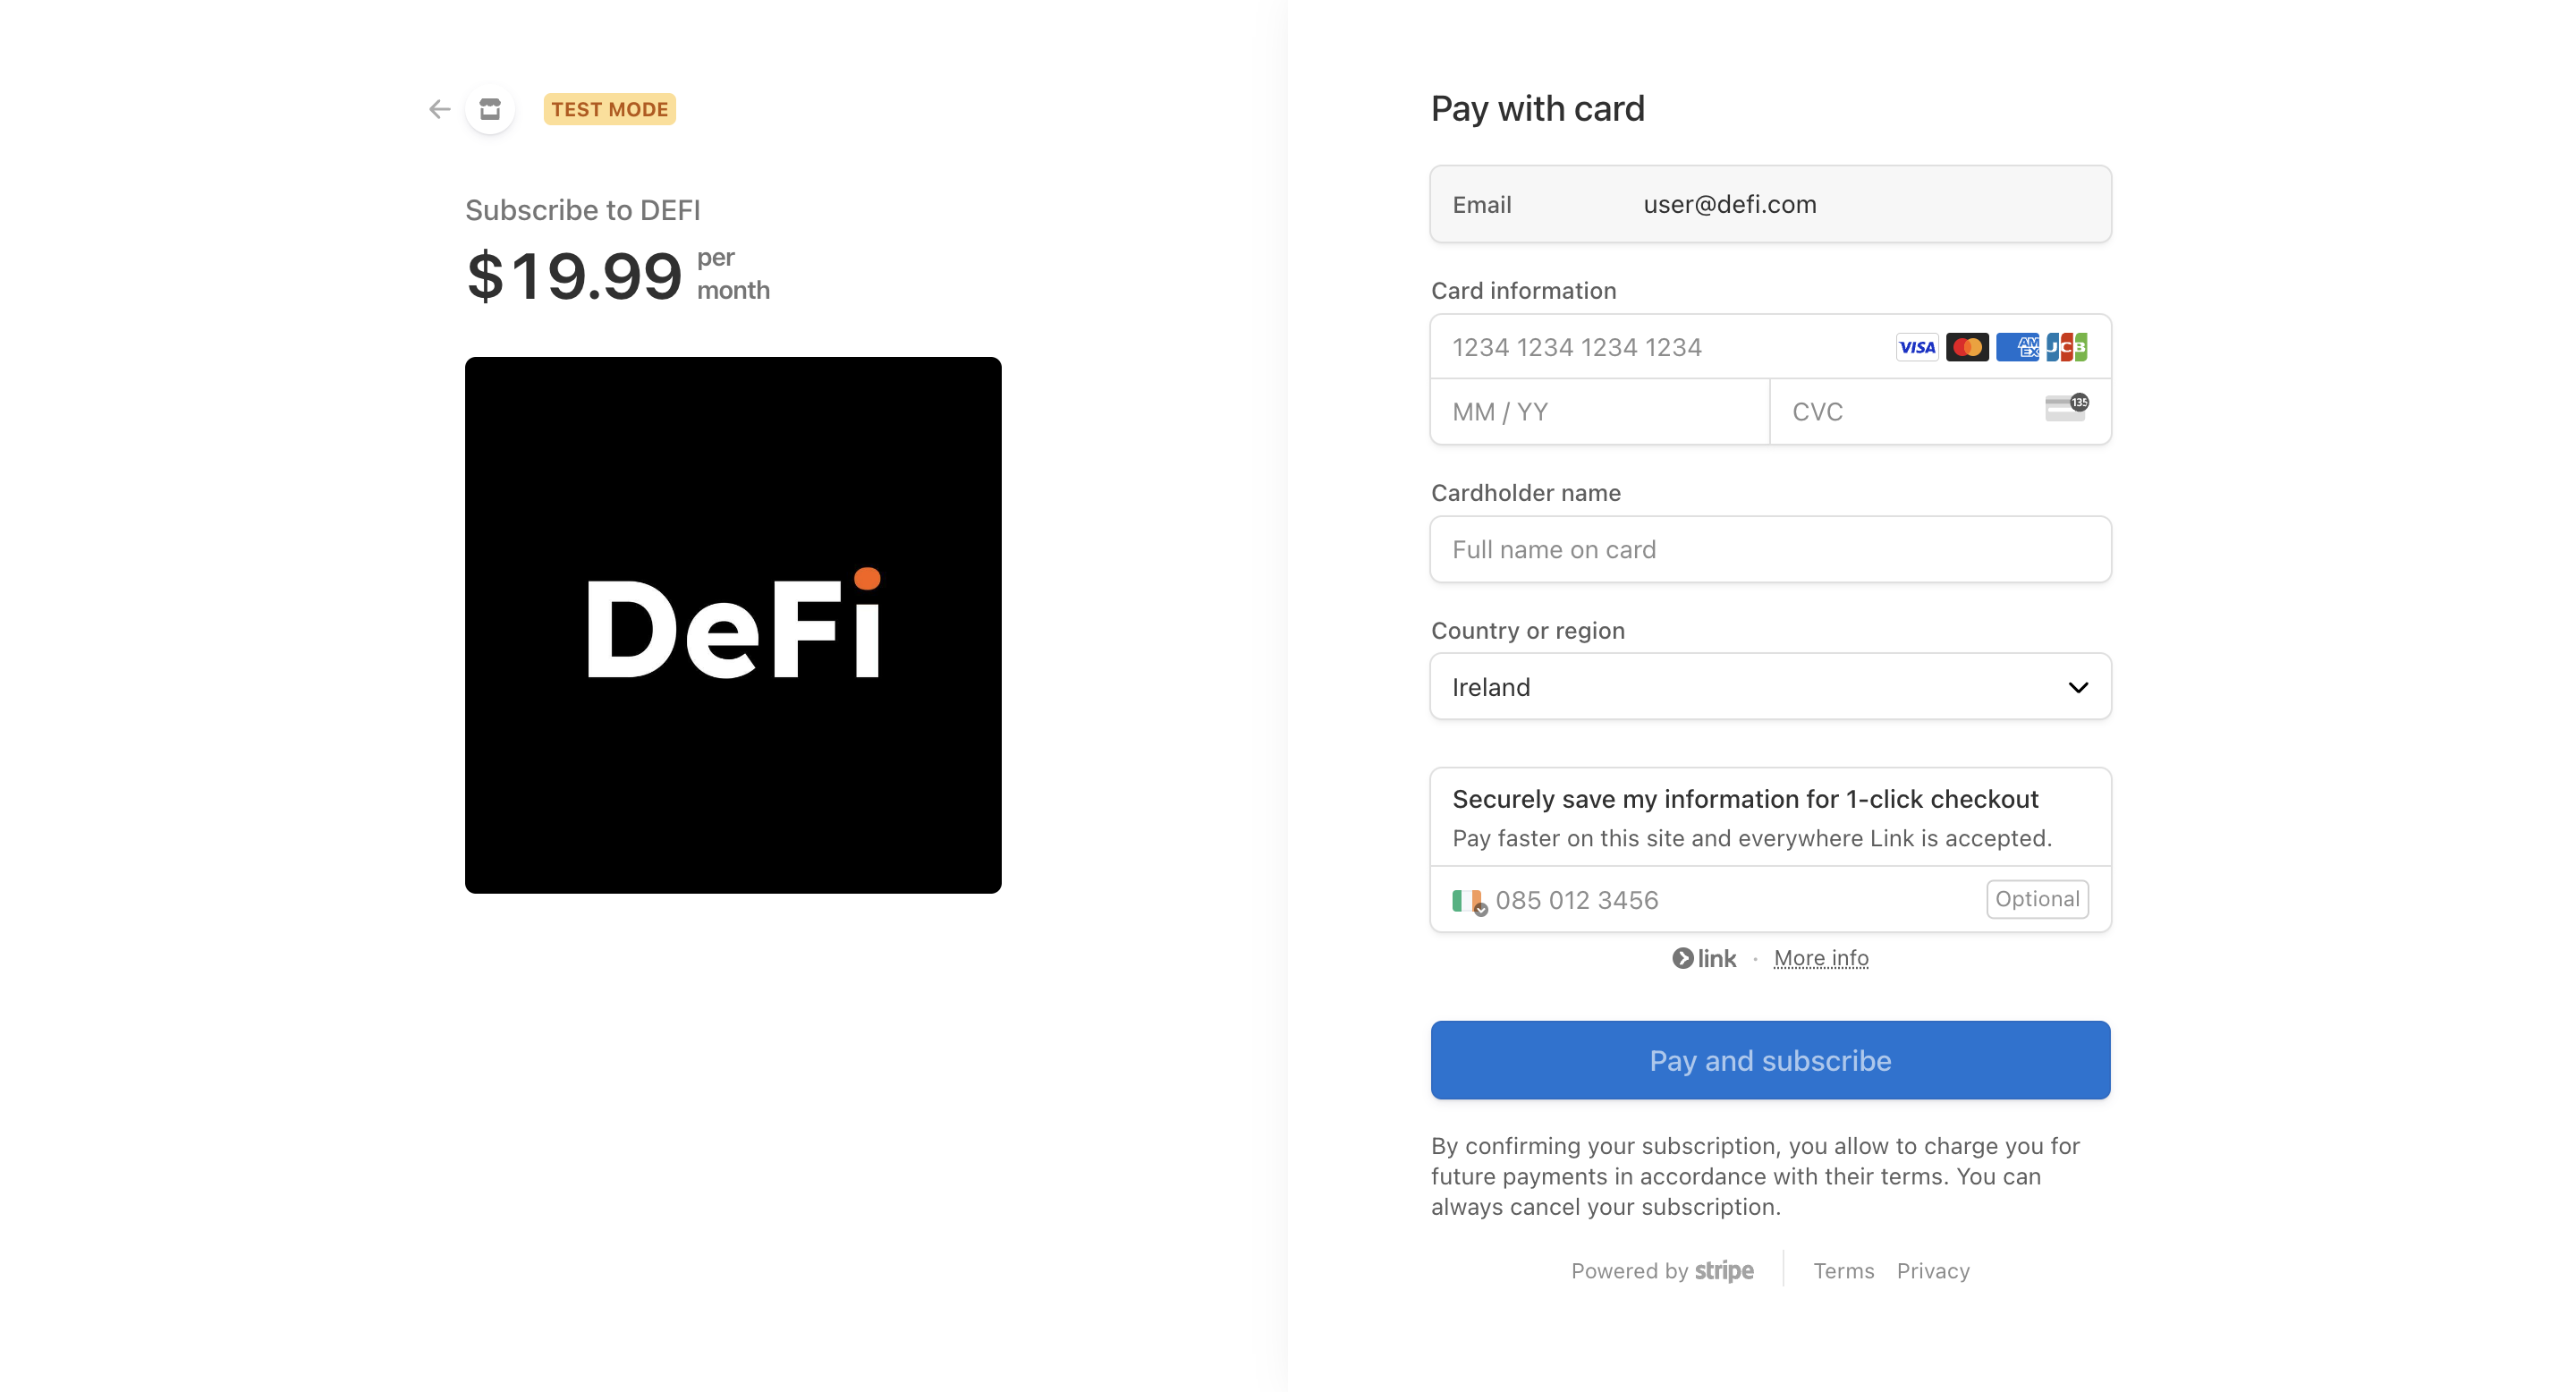 TEST MODE
Subscribe to DEFI
$19.99 per
month
DeFi
Pay with card
Email user@defi.com
Card information
1234 1234 1234 1234 VISA AM EX JCB
MM / YY CVC 135
Cardholder name
Full name on card
Country or region
Ireland
Securely save my information for 1-click checkout
Pay faster on this site and everywhere Link is accepted.
085 012 3456 Optional
link · More info
Pay and subscribe
By confirming your subscription, you allow to charge you for
future payments in accordance with their terms. You can
always cancel your subscription.
Powered by stripe Terms Privacy